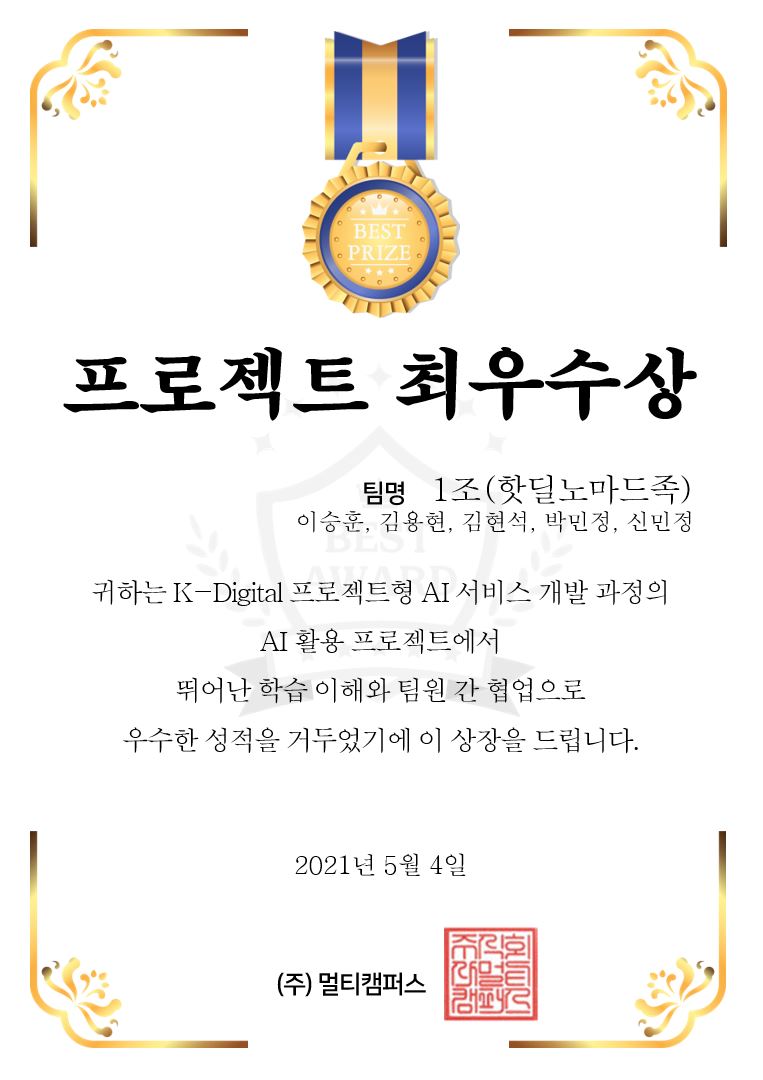 BEST
PRIZE
프로젝트 최우수상
팀명 1조(핫딜노마드족)
이승훈, 김용현, 김현석, 박민정, 신민정
BEST
AWARD
귀하는 K-Digital 프로젝트형 AI 서비스 개발 과정의
AI 활용 프로젝트에서
뛰어난 학습 이해와 팀원 간 협업으로
우수한 성적을 거두었기에 이 상장을 드립니다.
2021년 5월 4일
(주) 멀티캠퍼스